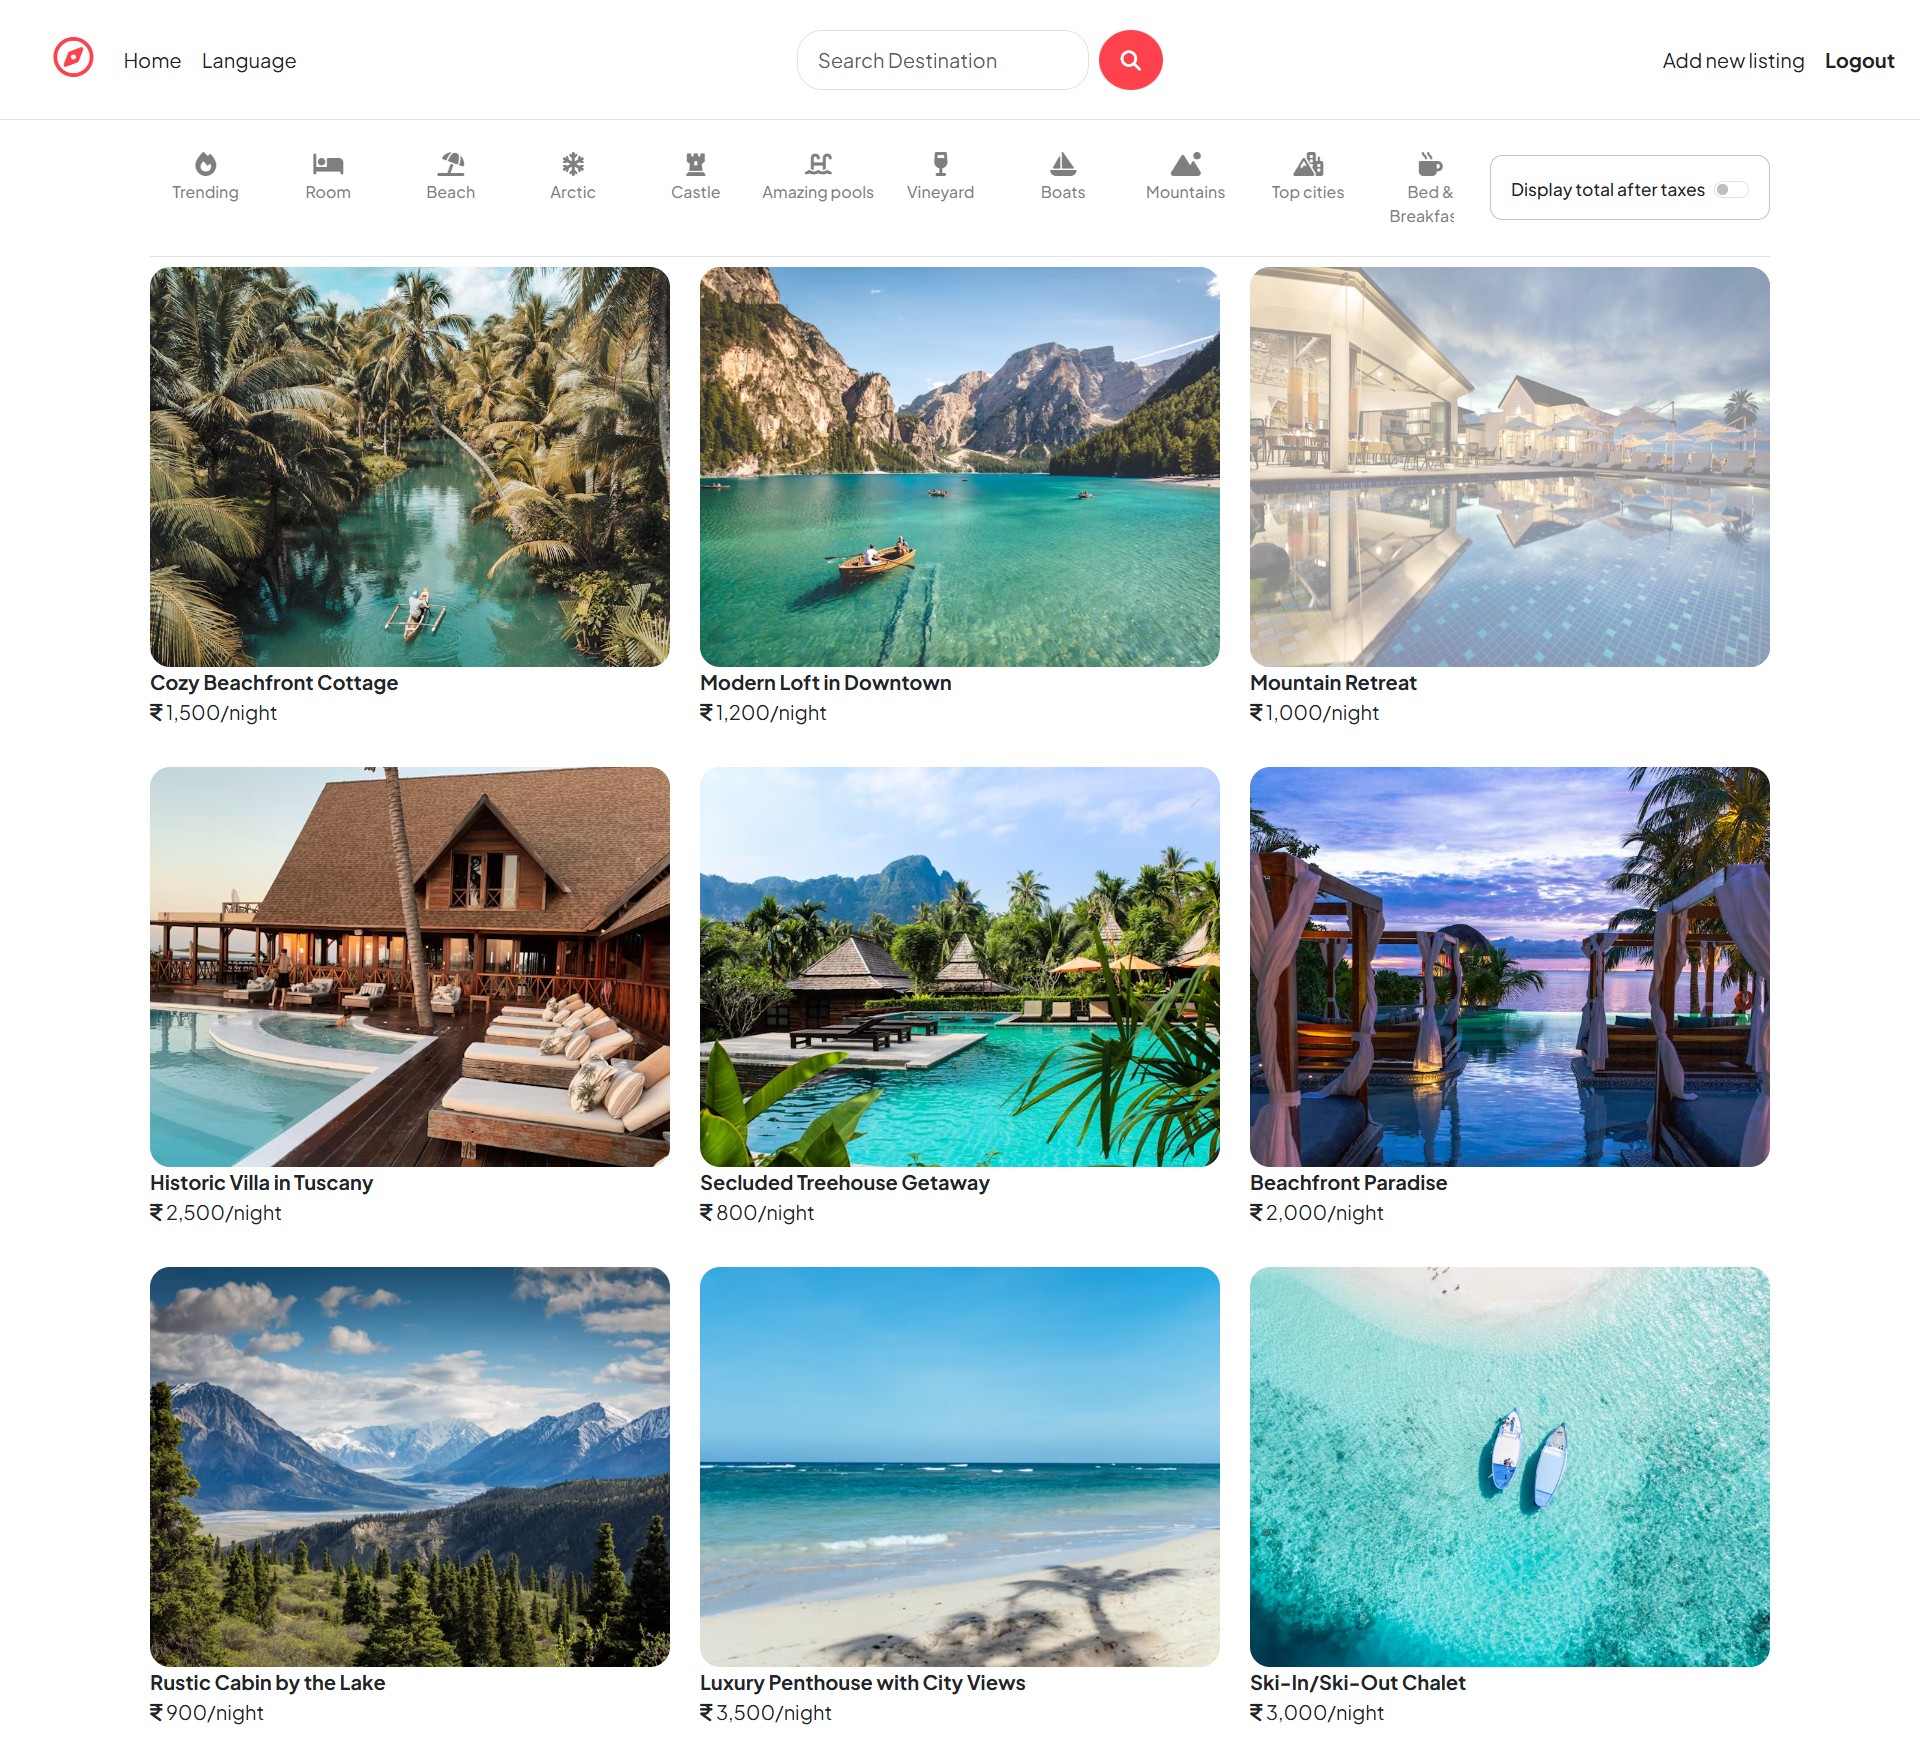 Home Language Search Destination Add new listing Logout
Trending Room Beach Arctic Castle Amazing pools Vineyard Boats Mountains Top cities Bed &
Breakfas
Display total after taxes
Cozy Beachfront Cottage
₹1,500/night
Modern Loft in Downtown
₹1,200/night
Mountain Retreat
₹1,000/night
Historic Villa in Tuscany
₹2,500/night
Secluded Treehouse Getaway
₹800/night
Beachfront Paradise
₹2,000/night
Rustic Cabin by the Lake
₹900/night
Luxury Penthouse with City Views
₹3,500/night
Ski-In/Ski-Out Chalet
₹3,000/night